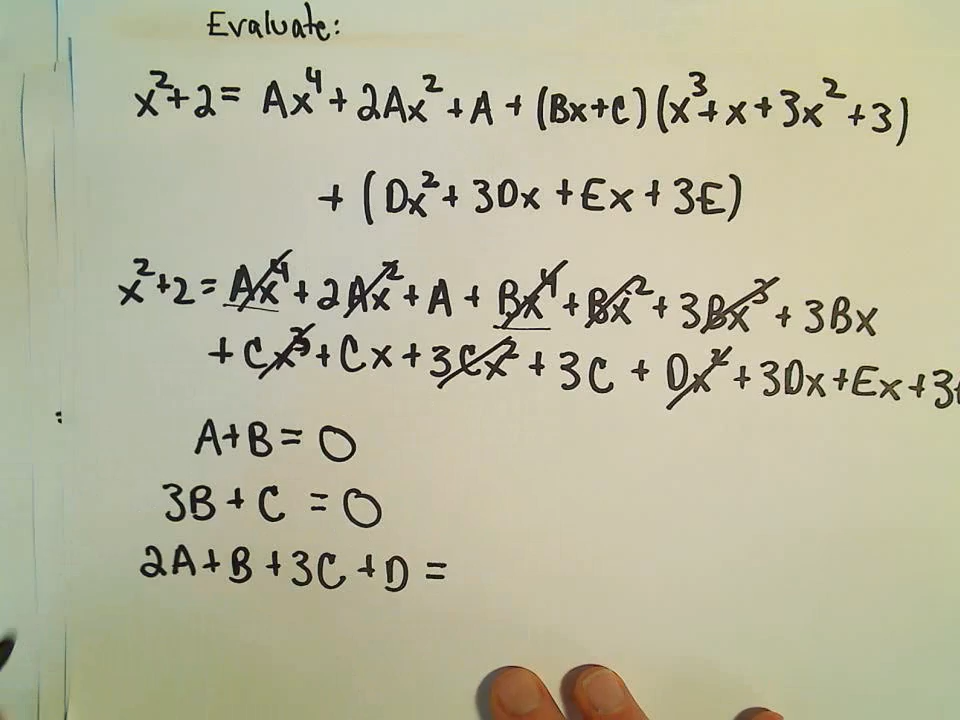 Evaluate:
x²+2 = Ax⁴ + 2Ax² + A + (Bx+C)(x³+x+3x²+3)
+ (Dx² + 3Dx + Ex + 3E)
x²+2 = Ax⁴ + 2Ax² + A + Bx⁴ + Bx² + 3Bx³ + 3Bx
+ Cx³ + Cx + 3Cx² + 3C + Dx² + 3Dx + Ex + 3
A+B = 0
3B + C = 0
2A + B + 3C + D =